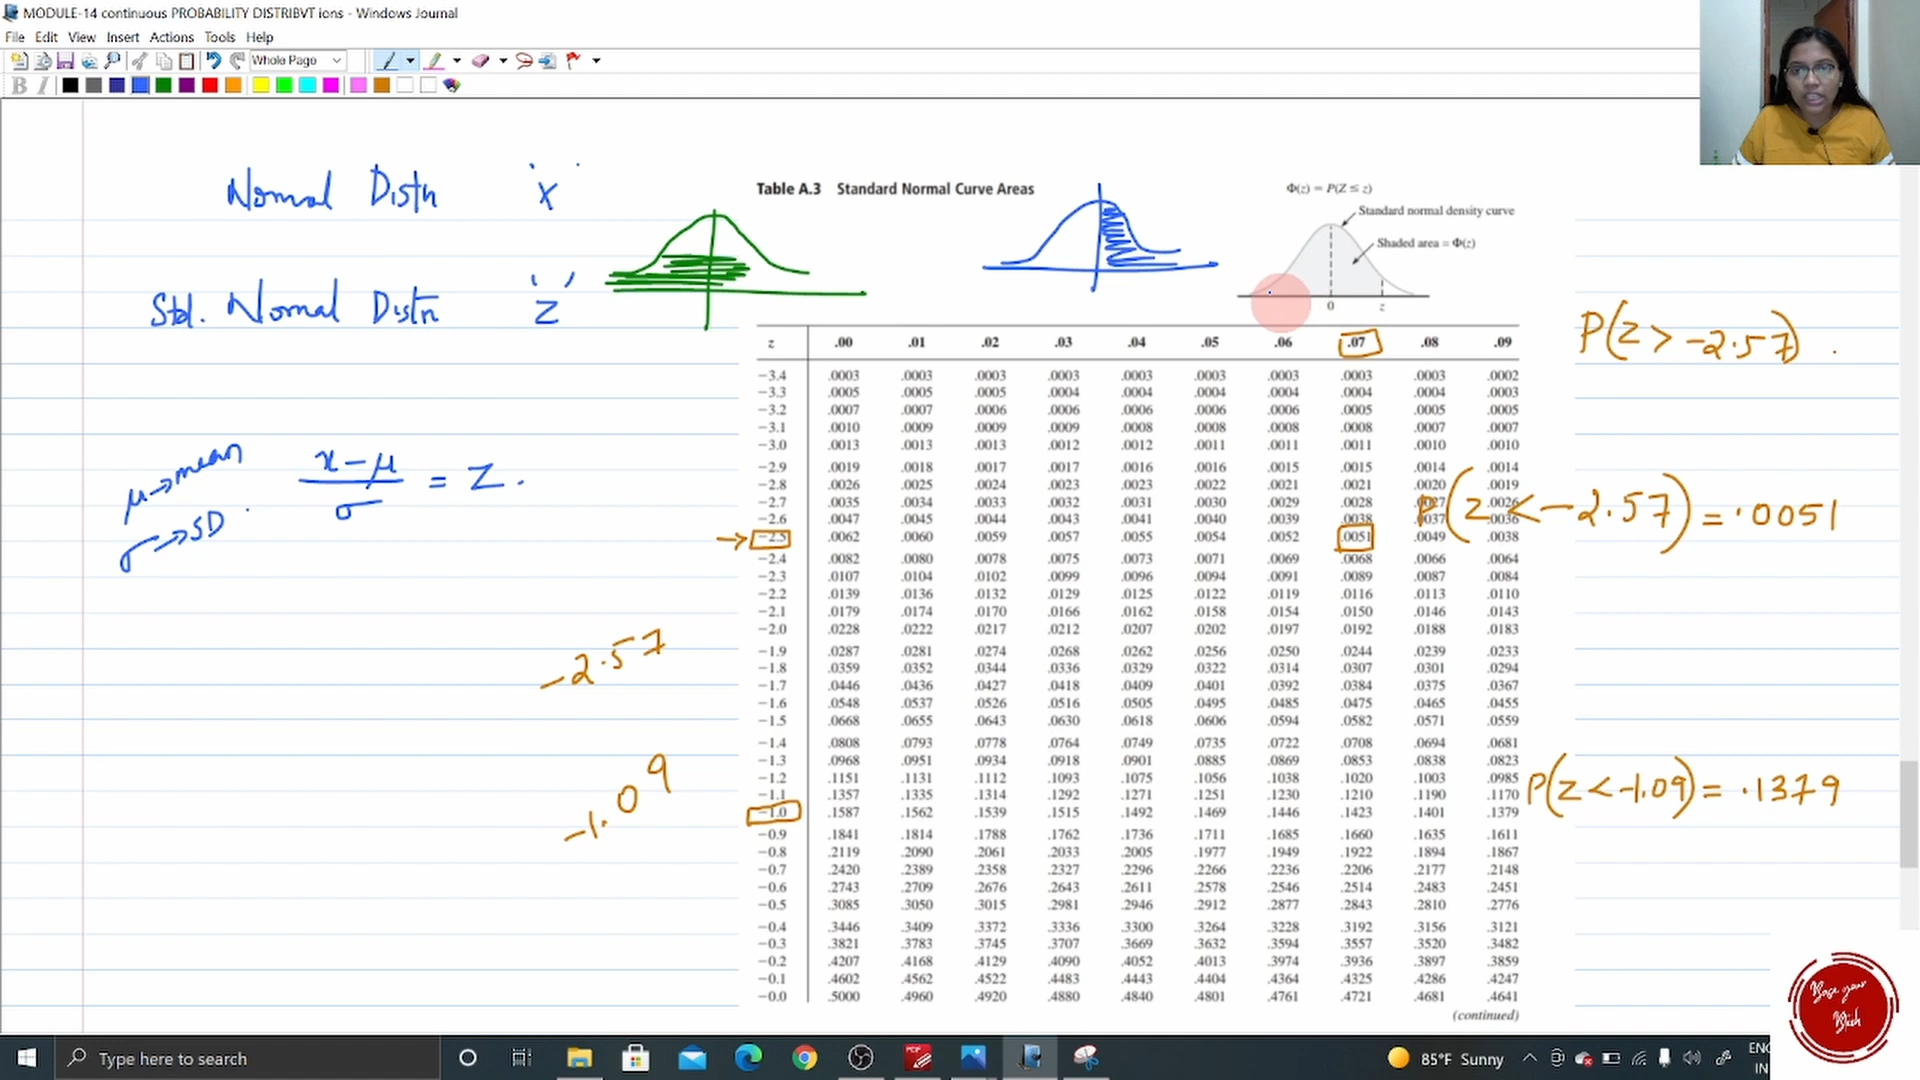 MODULE-14 continuous PROBABILITY DISTRIBVT ions - Windows Journal
File Edit View Insert Actions Tools Help
Whole Page
B I
Normal Distn 'x'
Std. Normal Distn 'z'
μ→mean
σ→SD
x-μ/σ = Z.
-2.57
-1.09
Table A.3 Standard Normal Curve Areas
Φ(z) = P(Z ≤ z)
Standard normal density curve
Shaded area = Φ(z)
0 z
z .00 .01 .02 .03 .04 .05 .06 .07 .08 .09
-3.4 .0003 .0003 .0003 .0003 .0003 .0003 .0003 .0003 .0003 .0002
-3.3 .0005 .0005 .0005 .0004 .0004 .0004 .0004 .0004 .0004 .0003
-3.2 .0007 .0007 .0006 .0006 .0006 .0006 .0006 .0005 .0005 .0005
-3.1 .0010 .0009 .0009 .0009 .0008 .0008 .0008 .0008 .0007 .0007
-3.0 .0013 .0013 .0013 .0012 .0012 .0011 .0011 .0011 .0010 .0010
-2.9 .0019 .0018 .0017 .0017 .0016 .0016 .0015 .0015 .0014 .0014
-2.8 .0026 .0025 .0024 .0023 .0023 .0022 .0021 .0021 .0020 .0019
-2.7 .0035 .0034 .0033 .0032 .0031 .0030 .0029 .0028 .0027 .0026
-2.6 .0047 .0045 .0044 .0043 .0041 .0040 .0039 .0038 .0037 .0036
→ -2.5 .0062 .0060 .0059 .0057 .0055 .0054 .0052 .0051 .0049 .0038
-2.4 .0082 .0080 .0078 .0075 .0073 .0071 .0069 .0068 .0066 .0064
-2.3 .0107 .0104 .0102 .0099 .0096 .0094 .0091 .0089 .0087 .0084
-2.2 .0139 .0136 .0132 .0129 .0125 .0122 .0119 .0116 .0113 .0110
-2.1 .0179 .0174 .0170 .0166 .0162 .0158 .0154 .0150 .0146 .0143
-2.0 .0228 .0222 .0217 .0212 .0207 .0202 .0197 .0192 .0188 .0183
-1.9 .0287 .0281 .0274 .0268 .0262 .0256 .0250 .0244 .0239 .0233
-1.8 .0359 .0352 .0344 .0336 .0329 .0322 .0314 .0307 .0301 .0294
-1.7 .0446 .0436 .0427 .0418 .0409 .0401 .0392 .0384 .0375 .0367
-1.6 .0548 .0537 .0526 .0516 .0505 .0495 .0485 .0475 .0465 .0455
-1.5 .0668 .0655 .0643 .0630 .0618 .0606 .0594 .0582 .0571 .0559
-1.4 .0808 .0793 .0778 .0764 .0749 .0735 .0722 .0708 .0694 .0681
-1.3 .0968 .0951 .0934 .0918 .0901 .0885 .0869 .0853 .0838 .0823
-1.2 .1151 .1131 .1112 .1093 .1075 .1056 .1038 .1020 .1003 .0985
-1.1 .1357 .1335 .1314 .1292 .1271 .1251 .1230 .1210 .1190 .1170
-1.0 .1587 .1562 .1539 .1515 .1492 .1469 .1446 .1423 .1401 .1379
-0.9 .1841 .1814 .1788 .1762 .1736 .1711 .1685 .1660 .1635 .1611
-0.8 .2119 .2090 .2061 .2033 .2005 .1977 .1949 .1922 .1894 .1867
-0.7 .2420 .2389 .2358 .2327 .2296 .2266 .2236 .2206 .2177 .2148
-0.6 .2743 .2709 .2676 .2643 .2611 .2578 .2546 .2514 .2483 .2451
-0.5 .3085 .3050 .3015 .2981 .2946 .2912 .2877 .2843 .2810 .2776
-0.4 .3446 .3409 .3372 .3336 .3300 .3264 .3228 .3192 .3156 .3121
-0.3 .3821 .3783 .3745 .3707 .3669 .3632 .3594 .3557 .3520 .3482
-0.2 .4207 .4168 .4129 .4090 .4052 .4013 .3974 .3936 .3897 .3859
-0.1 .4602 .4562 .4522 .4483 .4443 .4404 .4364 .4325 .4286 .4247
-0.0 .5000 .4960 .4920 .4880 .4840 .4801 .4761 .4721 .4681 .4641
(continued)
P(z > -2.57) .
P(z < -2.57) = .0051
P(z < -1.09) = .1379
Type here to search
85°F Sunny
ENG
IN